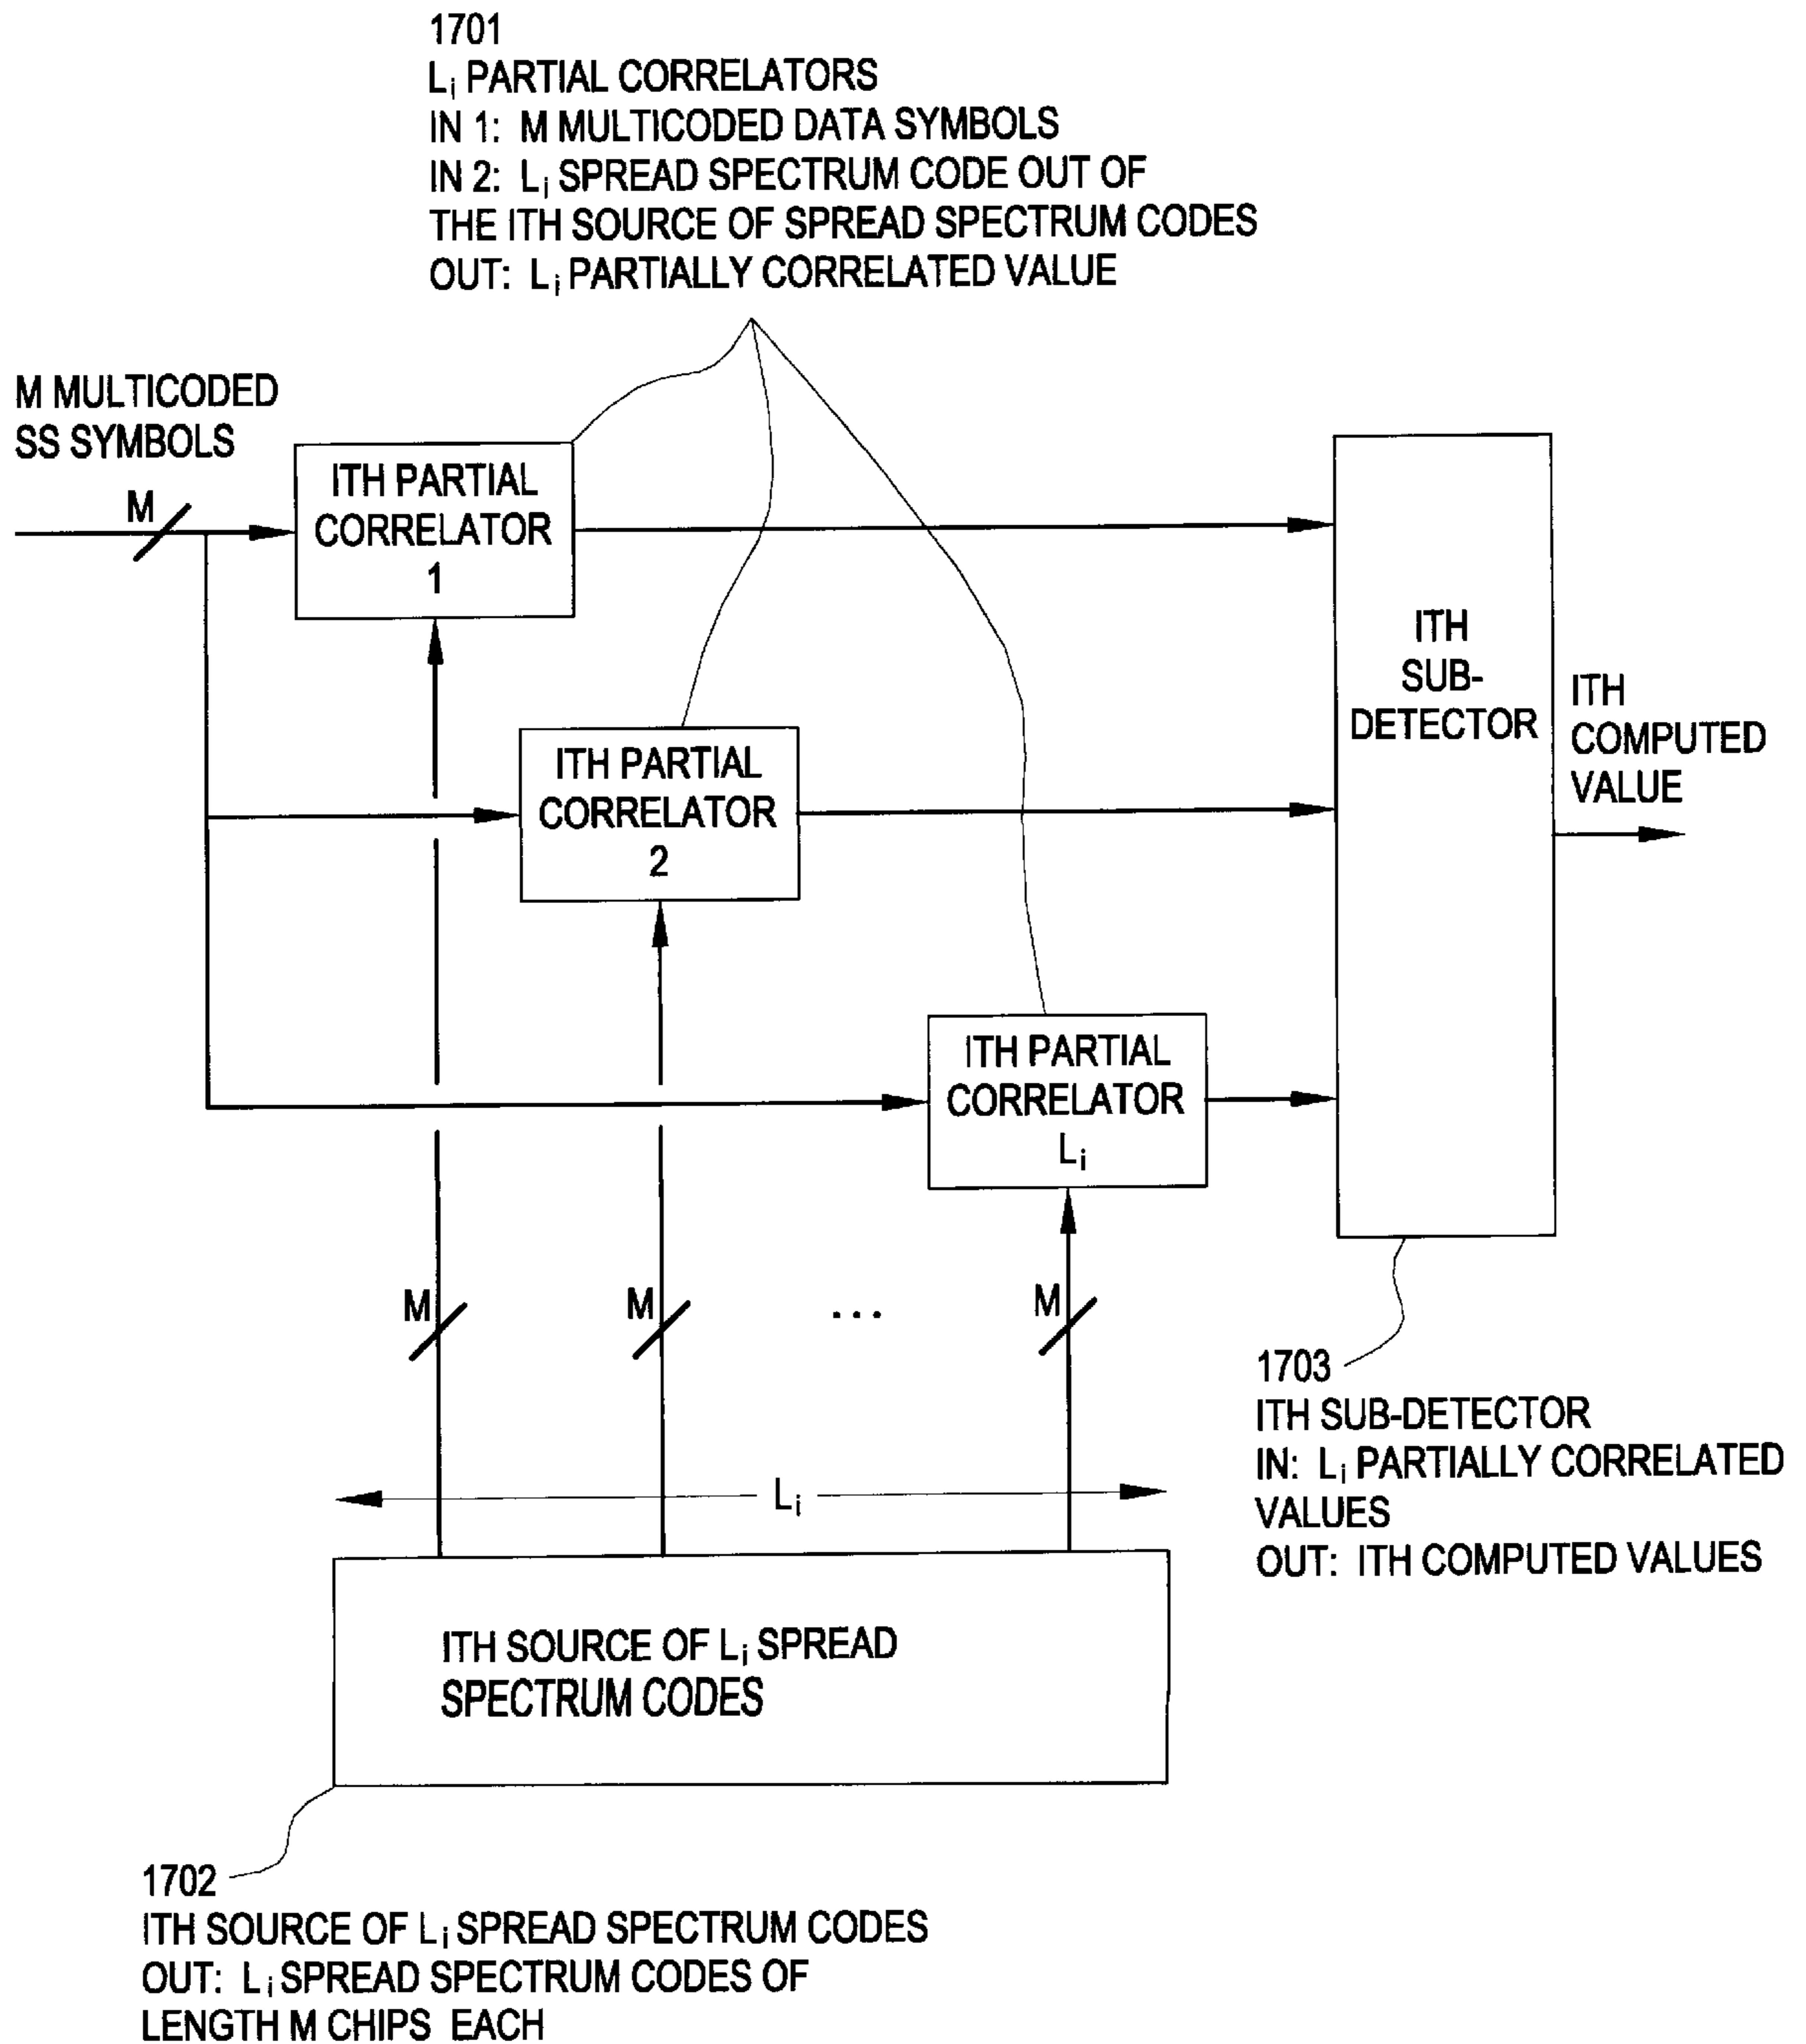 1701
Li PARTIAL CORRELATORS
IN 1: M MULTICODED DATA SYMBOLS
IN 2: Li SPREAD SPECTRUM CODE OUT OF
THE ITH SOURCE OF SPREAD SPECTRUM CODES
OUT: Li PARTIALLY CORRELATED VALUE
M MULTICODED
SS SYMBOLS
M
ITH PARTIAL
CORRELATOR
1
ITH PARTIAL
CORRELATOR
2
ITH PARTIAL
CORRELATOR
Li
ITH
SUB-
DETECTOR
ITH
COMPUTED
VALUE
M
M
...
M
1703
ITH SUB-DETECTOR
IN: Li PARTIALLY CORRELATED
VALUES
OUT: ITH COMPUTED VALUES
Li
ITH SOURCE OF Li SPREAD
SPECTRUM CODES
1702
ITH SOURCE OF Li SPREAD SPECTRUM CODES
OUT: Li SPREAD SPECTRUM CODES OF
LENGTH M CHIPS EACH